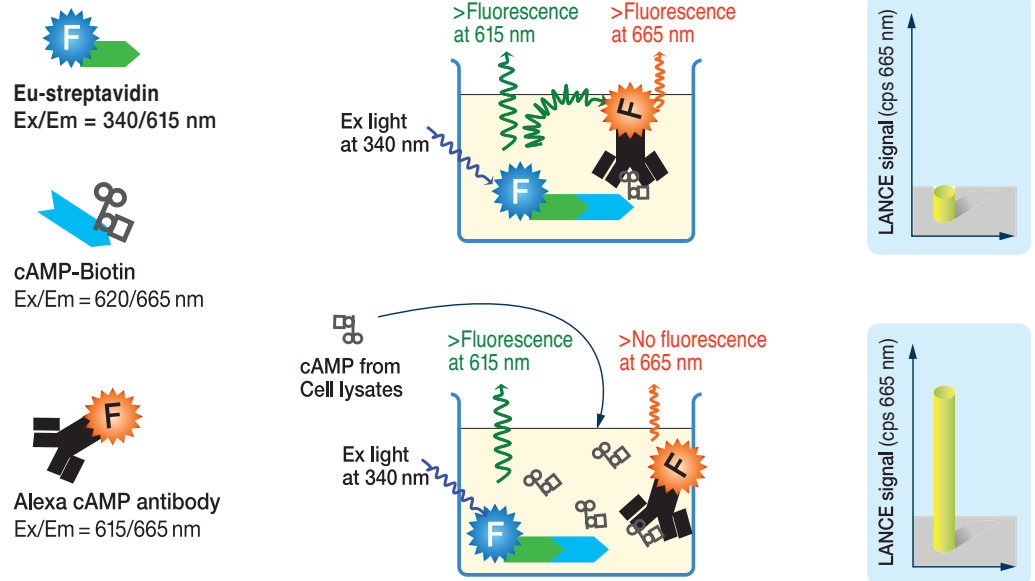 F
Eu-streptavidin
Ex/Em = 340/615 nm
cAMP-Biotin
Ex/Em = 620/665 nm
F
Alexa cAMP antibody
Ex/Em = 615/665 nm
>Fluorescence
at 615 nm
>Fluorescence
at 665 nm
Ex light
at 340 nm
F
F
LANCE signal (cps 665 nm)
cAMP from
Cell lysates
>Fluorescence
at 615 nm
>No fluorescence
at 665 nm
Ex light
at 340 nm
F
F
LANCE signal (cps 665 nm)